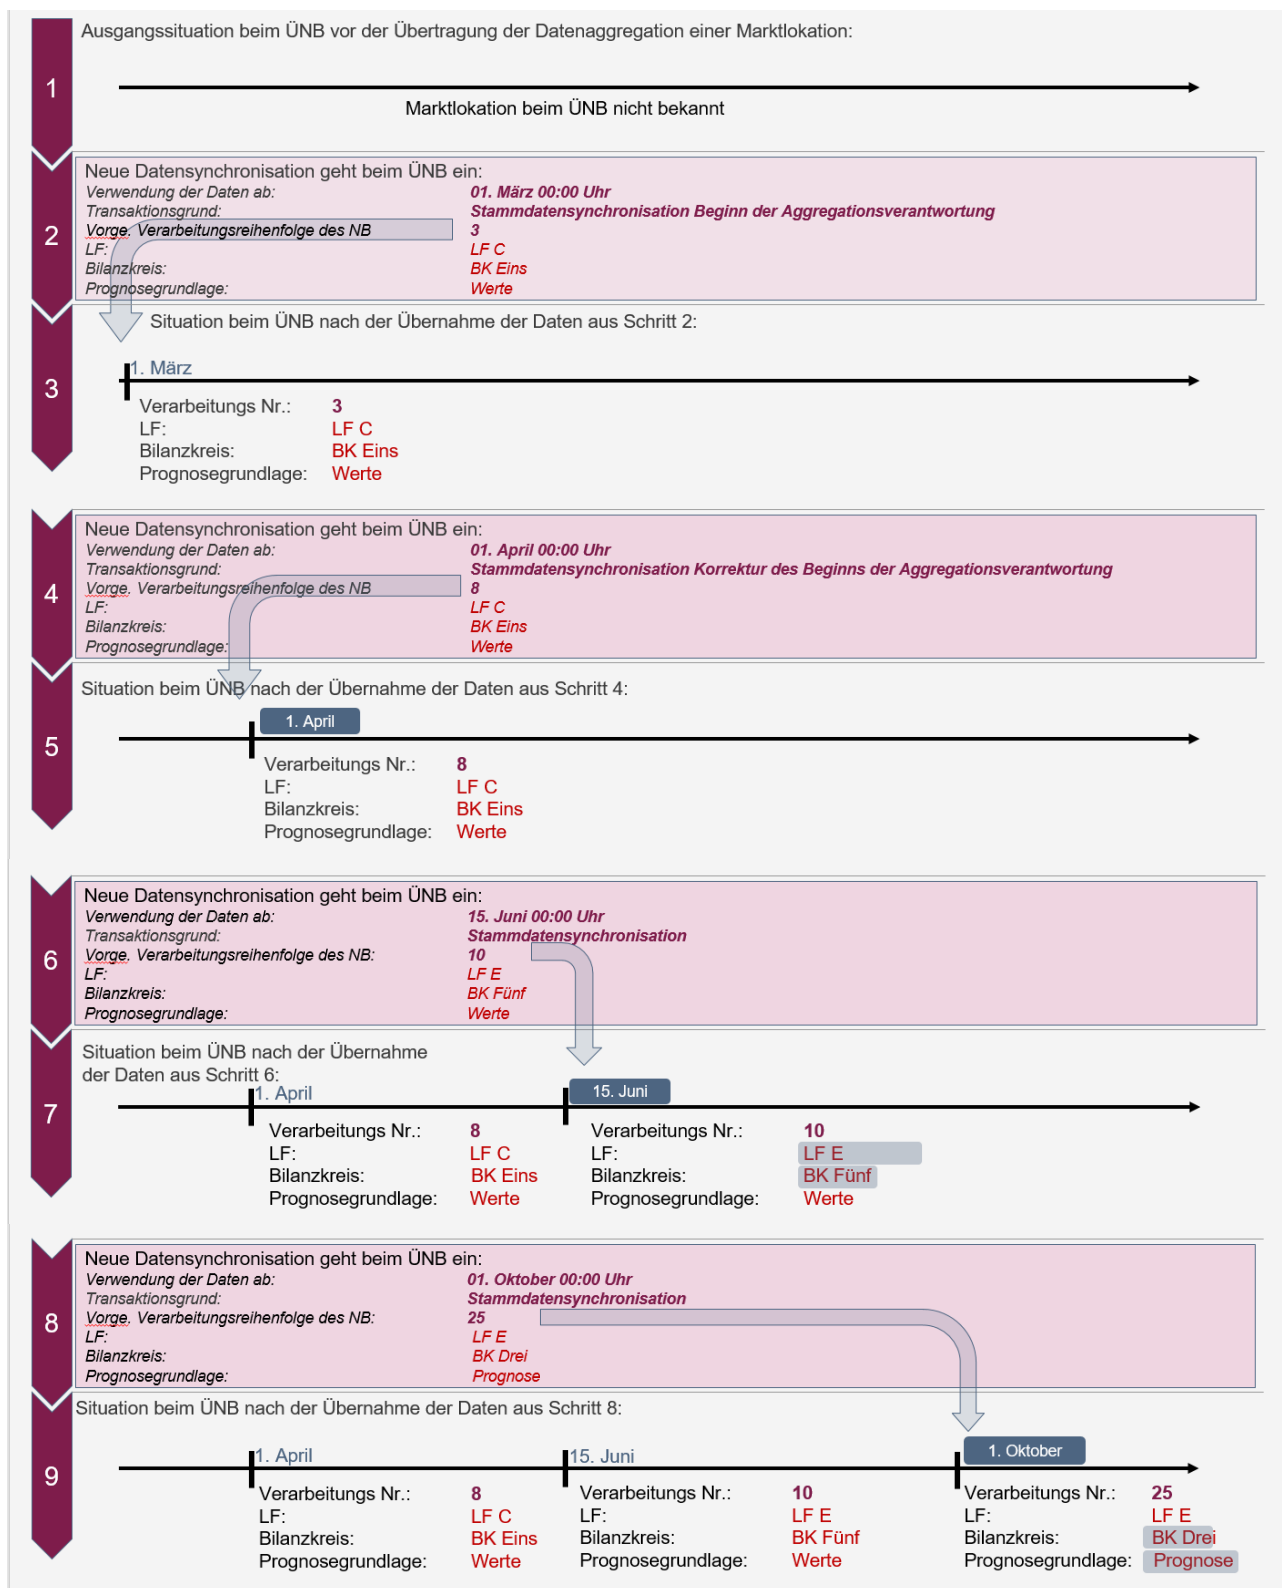 Ausgangssituation beim ÜNB vor der Übertragung der Datenaggregation einer Marktlokation:
1
Marktlokation beim ÜNB nicht bekannt
Neue Datensynchronisation geht beim ÜNB ein:
Verwendung der Daten ab: 01. März 00:00 Uhr
Transaktionsgrund: Stammdatensynchronisation Beginn der Aggregationsverantwortung
2
Vorge. Verarbeitungsreihenfolge des NB 3
LF: LF C
Bilanzkreis: BK Eins
Prognosegrundlage: Werte
Situation beim ÜNB nach der Übernahme der Daten aus Schritt 2:
1. März
3
Verarbeitungs Nr.: 3
LF: LF C
Bilanzkreis: BK Eins
Prognosegrundlage: Werte
Neue Datensynchronisation geht beim ÜNB ein:
Verwendung der Daten ab: 01. April 00:00 Uhr
Transaktionsgrund: Stammdatensynchronisation Korrektur des Beginns der Aggregationsverantwortung
4
Vorge. Verarbeitungsreihenfolge des NB 8
LF: LF C
Bilanzkreis: BK Eins
Prognosegrundlage: Werte
Situation beim ÜNB nach der Übernahme der Daten aus Schritt 4:
1. April
5
Verarbeitungs Nr.: 8
LF: LF C
Bilanzkreis: BK Eins
Prognosegrundlage: Werte
Neue Datensynchronisation geht beim ÜNB ein:
Verwendung der Daten ab: 15. Juni 00:00 Uhr
Transaktionsgrund: Stammdatensynchronisation
6
Vorge. Verarbeitungsreihenfolge des NB: 10
LF: LF E
Bilanzkreis: BK Fünf
Prognosegrundlage: Werte
Situation beim ÜNB nach der Übernahme
der Daten aus Schritt 6:
1. April 15. Juni
7
Verarbeitungs Nr.: 8 Verarbeitungs Nr.: 10
LF: LF C LF: LF E
Bilanzkreis: BK Eins Bilanzkreis: BK Fünf
Prognosegrundlage: Werte Prognosegrundlage: Werte
Neue Datensynchronisation geht beim ÜNB ein:
Verwendung der Daten ab: 01. Oktober 00:00 Uhr
Transaktionsgrund: Stammdatensynchronisation
8
Vorge. Verarbeitungsreihenfolge des NB: 25
LF: LF E
Bilanzkreis: BK Drei
Prognosegrundlage: Prognose
Situation beim ÜNB nach der Übernahme der Daten aus Schritt 8:
1. April 15. Juni 1. Oktober
9
Verarbeitungs Nr.: 8 Verarbeitungs Nr.: 10 Verarbeitungs Nr.: 25
LF: LF C LF: LF E LF: LF E
Bilanzkreis: BK Eins Bilanzkreis: BK Fünf Bilanzkreis: BK Drei
Prognosegrundlage: Werte Prognosegrundlage: Werte Prognosegrundlage: Prognose